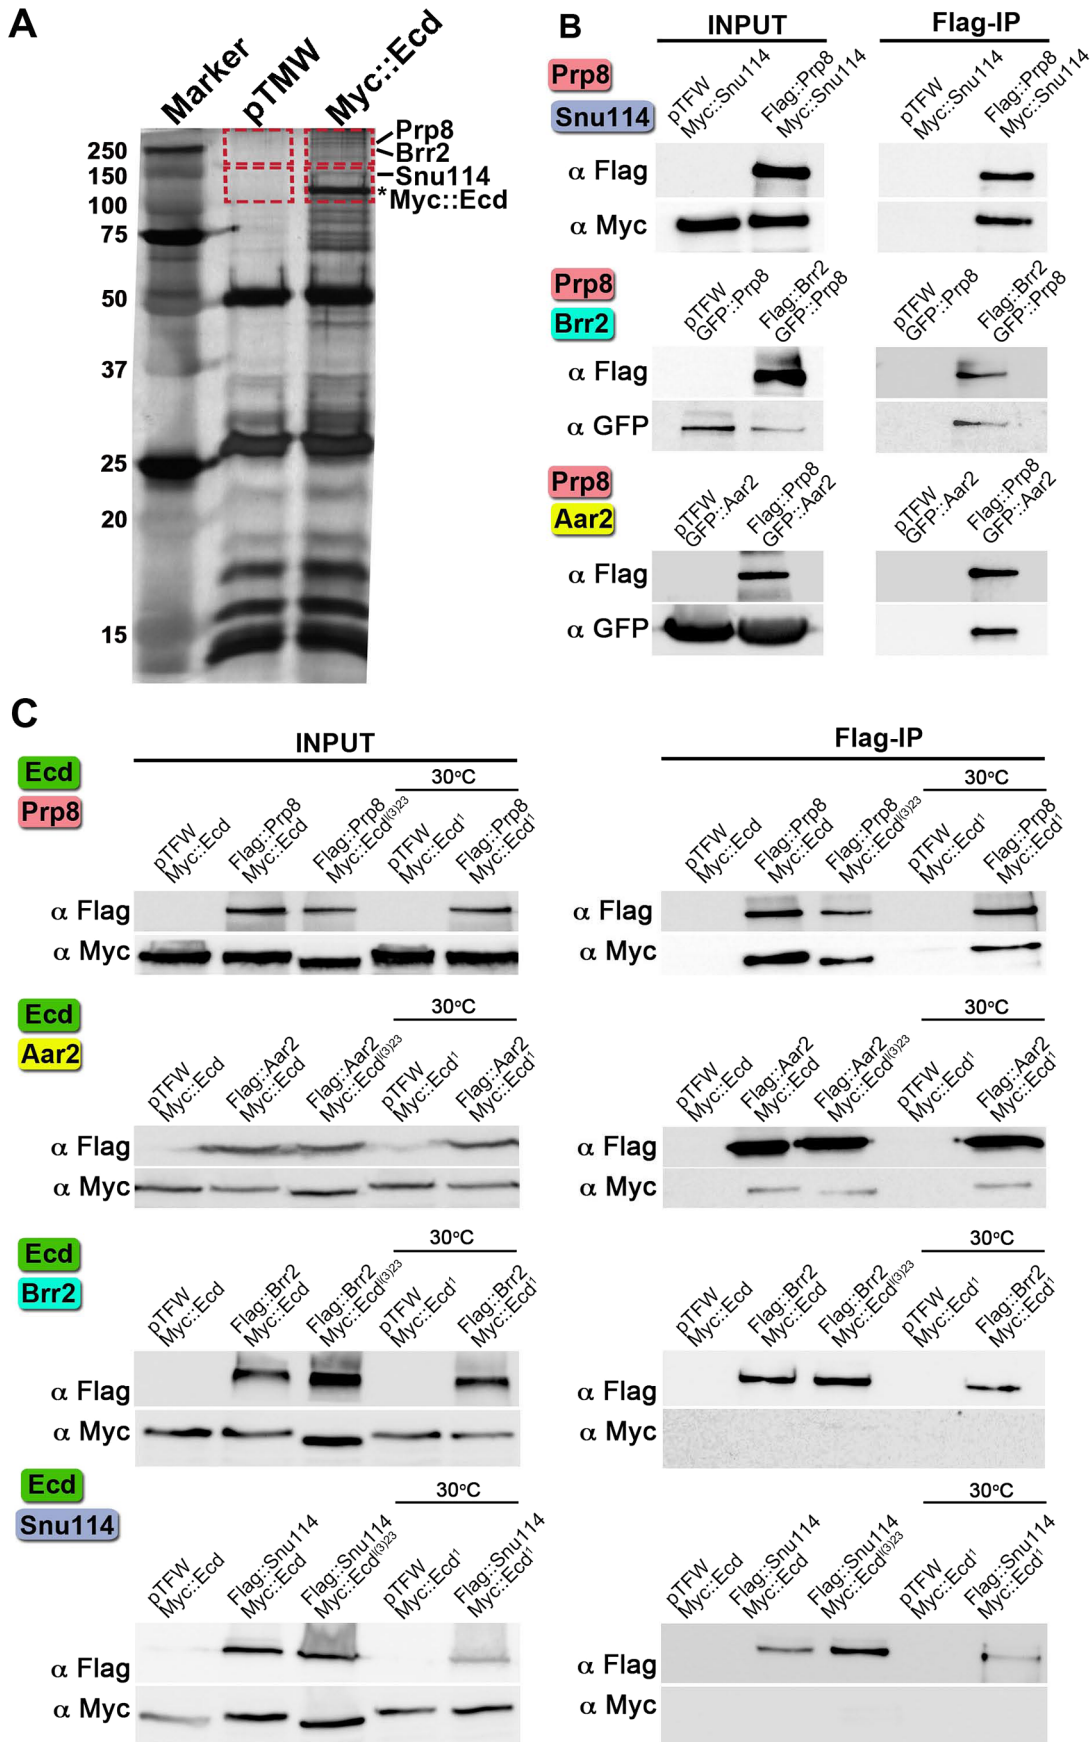 A
Marker
pTMW
Myc::Ecd
250
150
100
75
50
37
25
20
15
Prp8
Brr2
Snu114
*Myc::Ecd
B
INPUT
Flag-IP
Prp8
Snu114
pTFW
Myc::Snu114
Flag::Prp8
Myc::Snu114
pTFW
Myc::Snu114
Flag::Prp8
Myc::Snu114
α Flag
α Myc
Prp8
Brr2
pTFW
GFP::Prp8
Flag::Brr2
GFP::Prp8
pTFW
GFP::Prp8
Flag::Brr2
GFP::Prp8
α Flag
α GFP
Prp8
Aar2
pTFW
GFP::Aar2
Flag::Prp8
GFP::Aar2
pTFW
GFP::Aar2
Flag::Prp8
GFP::Aar2
α Flag
α GFP
C
INPUT
Flag-IP
Ecd
Prp8
30°C
30°C
pTFW
Myc::Ecd
Flag::Prp8
Myc::Ecd
Flag::Prp8
Myc::Ecd^l(3)23
pTFW
Myc::Ecd¹
Flag::Prp8
Myc::Ecd¹
pTFW
Myc::Ecd
Flag::Prp8
Myc::Ecd
Flag::Prp8
Myc::Ecd^l(3)23
pTFW
Myc::Ecd¹
Flag::Prp8
Myc::Ecd¹
α Flag
α Myc
α Flag
α Myc
Ecd
Aar2
30°C
30°C
pTFW
Myc::Ecd
Flag::Aar2
Myc::Ecd
Flag::Aar2
Myc::Ecd^l(3)23
pTFW
Myc::Ecd¹
Flag::Aar2
Myc::Ecd¹
pTFW
Myc::Ecd
Flag::Aar2
Myc::Ecd
Flag::Aar2
Myc::Ecd^l(3)23
pTFW
Myc::Ecd¹
Flag::Aar2
Myc::Ecd¹
α Flag
α Myc
α Flag
α Myc
Ecd
Brr2
30°C
30°C
pTFW
Myc::Ecd
Flag::Brr2
Myc::Ecd
Flag::Brr2
Myc::Ecd^l(3)23
pTFW
Myc::Ecd¹
Flag::Brr2
Myc::Ecd¹
pTFW
Myc::Ecd
Flag::Brr2
Myc::Ecd
Flag::Brr2
Myc::Ecd^l(3)23
pTFW
Myc::Ecd¹
Flag::Brr2
Myc::Ecd¹
α Flag
α Myc
α Flag
α Myc
Ecd
Snu114
30°C
30°C
pTFW
Myc::Ecd
Flag::Snu114
Myc::Ecd
Flag::Snu114
Myc::Ecd^l(3)23
pTFW
Myc::Ecd¹
Flag::Snu114
Myc::Ecd¹
pTFW
Myc::Ecd
Flag::Snu114
Myc::Ecd
Flag::Snu114
Myc::Ecd^l(3)23
pTFW
Myc::Ecd¹
Flag::Snu114
Myc::Ecd¹
α Flag
α Myc
α Flag
α Myc